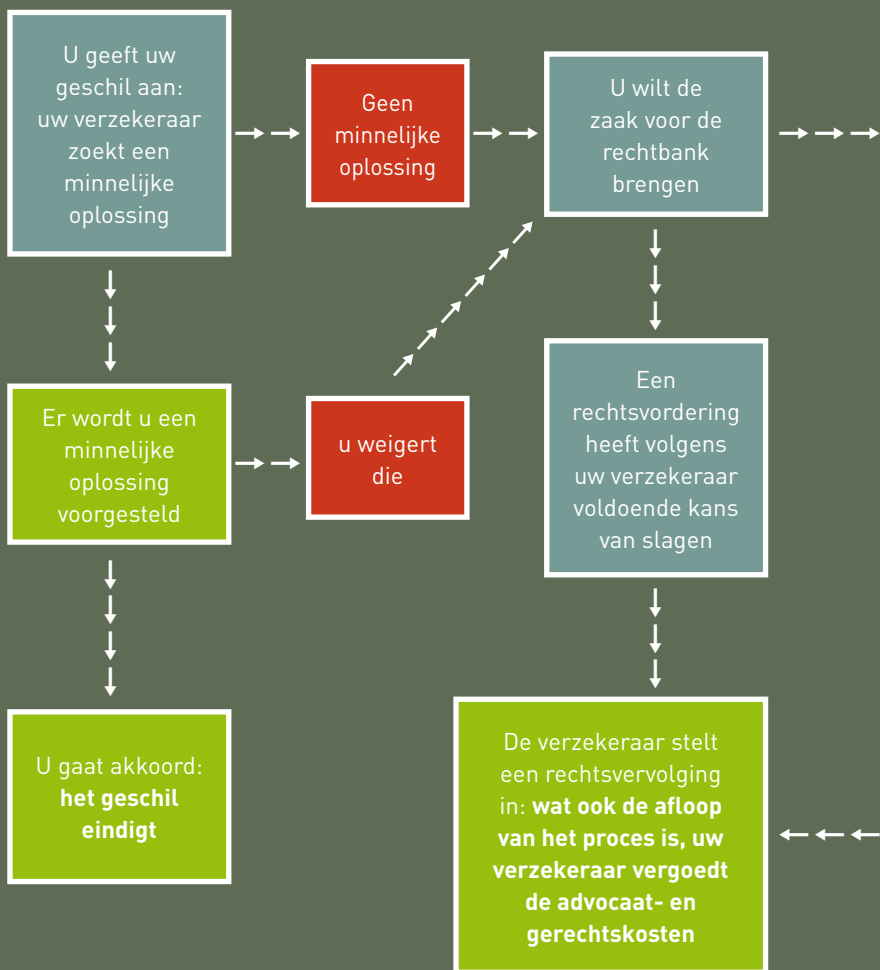 U geeft uw
geschil aan:
uw verzekeraar
zoekt een
minnelijke
oplossing
Geen
minnelijke
oplossing
U wilt de
zaak voor de
rechtbank
brengen
Er wordt u een
minnelijke
oplossing
voorgesteld
u weigert
die
Een
rechtsvordering
heeft volgens
uw verzekeraar
voldoende kans
van slagen
U gaat akkoord:
het geschil
eindigt
De verzekeraar stelt
een rechtsvervolging
in: wat ook de afloop
van het proces is, uw
verzekeraar vergoedt
de advocaat- en
gerechtskosten